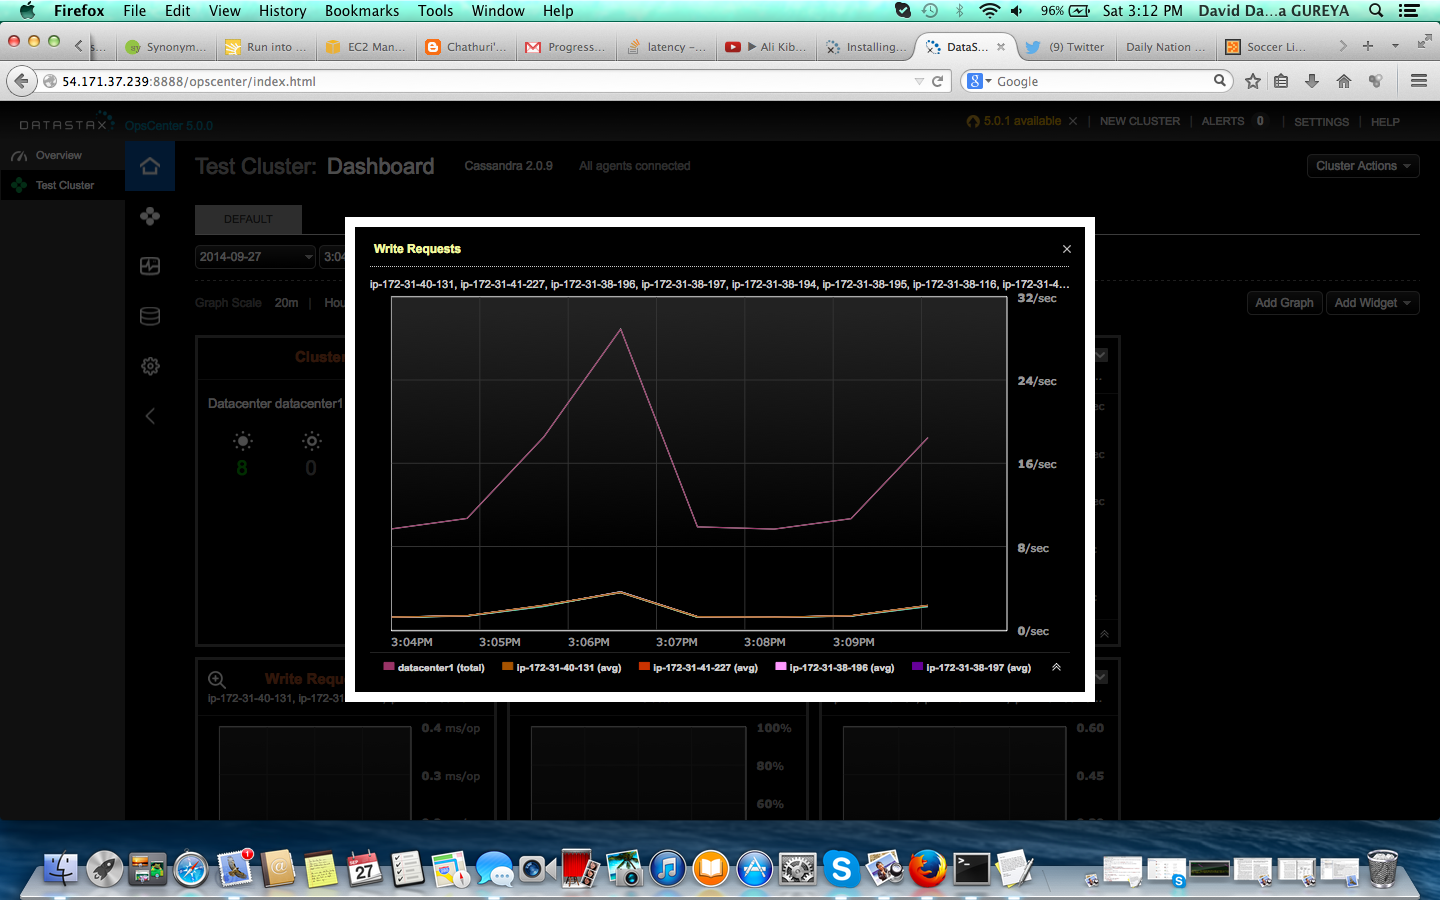 Firefox File Edit View History Bookmarks Tools Window Help 96% Sat 3:12 PM David Da...a GUREYA
s... Synonym... Run into ... EC2 Man... Chathuri'... Progress... latency -... Ali Kib... Installing... DataS... (9) Twitter Daily Nation ... Soccer Li...
54.171.37.239:8888/opscenter/index.html Google
DATASTAX OpsCenter 5.0.0 5.0.1 available NEW CLUSTER ALERTS 0 SETTINGS HELP
Overview
Test Cluster
Test Cluster: Dashboard Cassandra 2.0.9 All agents connected Cluster Actions
DEFAULT
2014-09-27 3:04
Graph Scale 20m Hou
Add Graph Add Widget
Cluster
Datacenter datacenter1
8 0
Write Requests
ip-172-31-40-131, ip-172-31-41-227, ip-172-31-38-196, ip-172-31-38-197, ip-172-31-38-194, ip-172-31-38-195, ip-172-31-38-116, ip-172-31-4...
32/sec
24/sec
16/sec
8/sec
0/sec
3:04PM 3:05PM 3:06PM 3:07PM 3:08PM 3:09PM
datacenter1 (total) ip-172-31-40-131 (avg) ip-172-31-41-227 (avg) ip-172-31-38-196 (avg) ip-172-31-38-197 (avg)
Write Requ
ip-172-31-40-131, ip-172-31
0.4 ms/op 100% 0.60
0.3 ms/op 80% 0.45
60%
SEP
27
1